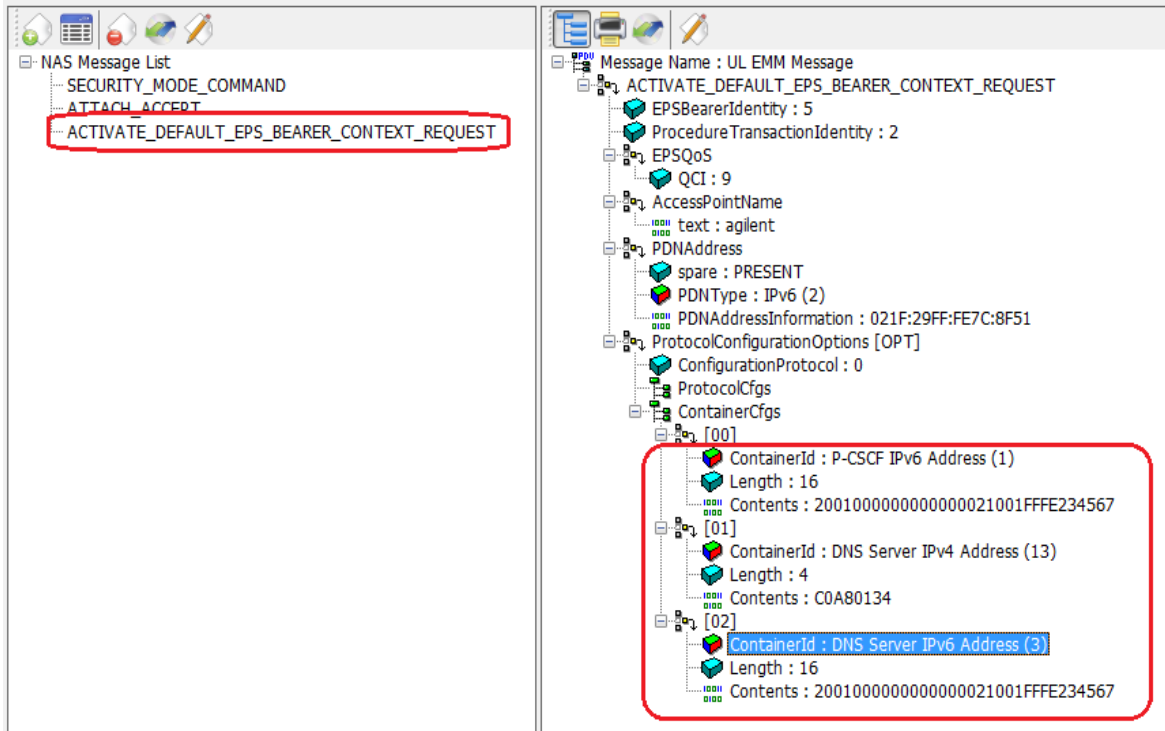 NAS Message List
SECURITY_MODE_COMMAND
ATTACH_ACCEPT
ACTIVATE_DEFAULT_EPS_BEARER_CONTEXT_REQUEST
Message Name : UL EMM Message
ACTIVATE_DEFAULT_EPS_BEARER_CONTEXT_REQUEST
EPSBearerIdentity : 5
ProcedureTransactionIdentity : 2
EPSQoS
QCI : 9
AccessPointName
text : agilent
PDNAddress
spare : PRESENT
PDNType : IPv6 (2)
PDNAddressInformation : 021F:29FF:FE7C:8F51
ProtocolConfigurationOptions [OPT]
ConfigurationProtocol : 0
ProtocolCfgs
ContainerCfgs
[00]
ContainerId : P-CSCF IPv6 Address (1)
Length : 16
Contents : 20010000000000000021001FFFE234567
[01]
ContainerId : DNS Server IPv4 Address (13)
Length : 4
Contents : C0A80134
[02]
ContainerId : DNS Server IPv6 Address (3)
Length : 16
Contents : 20010000000000000021001FFFE234567